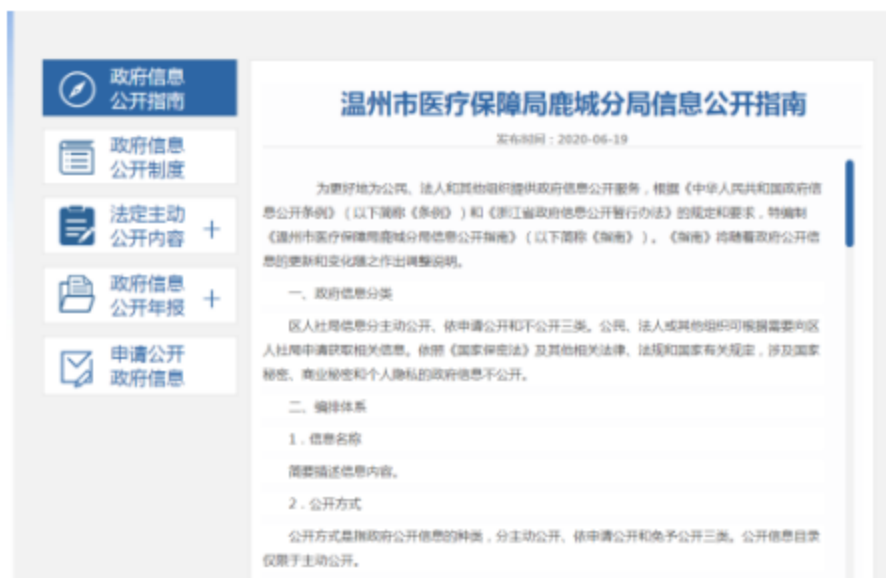 政府信息
公开指南
政府信息
公开制度
法定主动
公开内容 +
政府信息
公开年报 +
申请公开
政府信息
温州市医疗保障局鹿城分局信息公开指南
发布时间：2020-06-19
为更好地为公民、法人和其他组织提供政府信息公开服务，根据《中华人民共和国政府信
息公开条例》（以下简称《条例》）和《浙江省政府信息公开暂行办法》的规定和要求，特编制
《温州市医疗保障局鹿城分局信息公开指南》（以下简称《指南》）。《指南》将随着政府公开信
息的更新和变化随之作出调整说明。
一、政府信息分类
区人社局信息分主动公开、依申请公开和不公开三类。公民、法人或其他组织可根据需要向区
人社局申请获取相关信息。依照《国家保密法》及其他相关法律、法规和国家有关规定，涉及国家
秘密、商业秘密和个人隐私的政府信息不公开。
二、编排体系
1．信息名称
简要描述信息内容。
2．公开方式
公开方式是指政府公开信息的种类，分主动公开、依申请公开和免予公开三类。公开信息目录
仅限于主动公开。